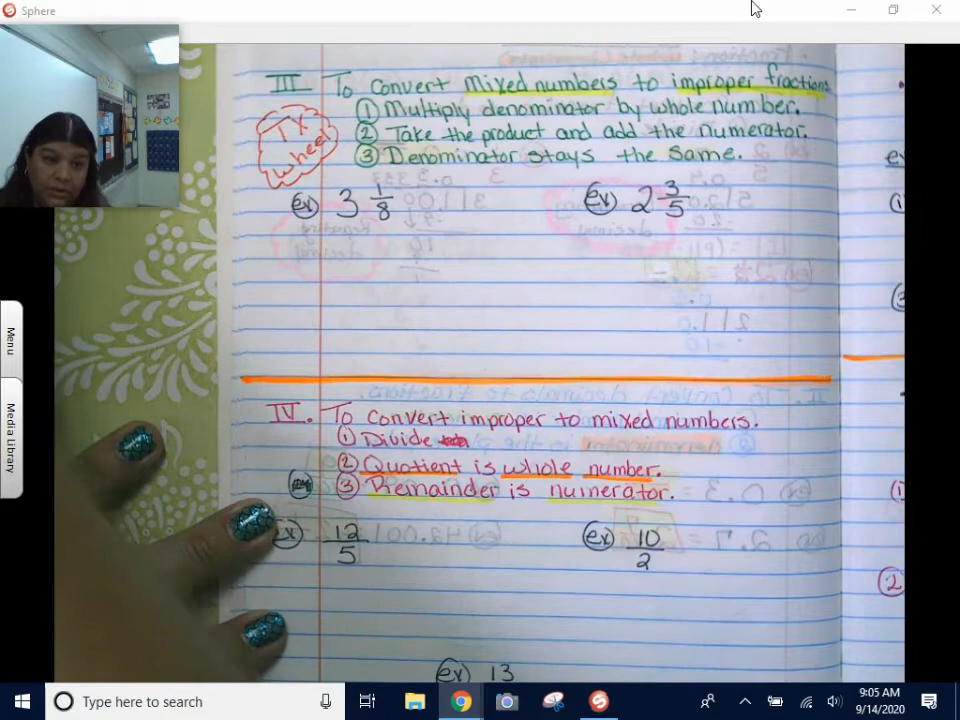 Sphere
III To convert mixed numbers to improper fractions
① Multiply denominator by whole number.
② Take the product and add the numerator.
③ Denominator stays the same.
TX
wheel
ex 3 1/8
ex 2 3/5
IV. To convert improper to mixed numbers.
① Divide
② Quotient is whole number.
③ Remainder is numerator.
ex 12/5
ex 10/2
ex 13
②
Menu
Media Library
Type here to search
9:05 AM
9/14/2020